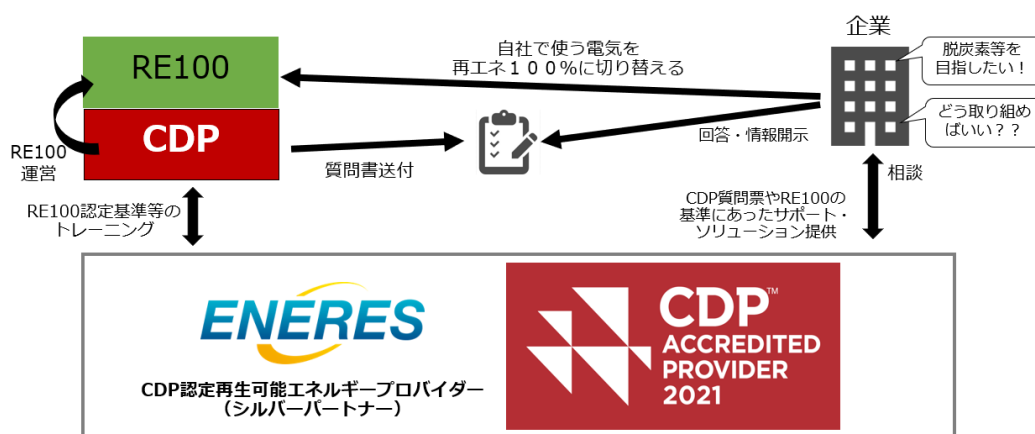 RE100
CDP
RE100
運営
自社で使う電気を
再エネ１００％に切り替える
質問書送付
回答・情報開示
企業
脱炭素等を
目指したい！
どう取り組め
ばいい？？
RE100認定基準等の
トレーニング
相談
CDP質問票やRE100の
基準にあったサポート・
ソリューション提供
ENERES
CDP認定再生可能エネルギープロバイダー
（シルバーパートナー）
CDP™
ACCREDITED
PROVIDER
2021